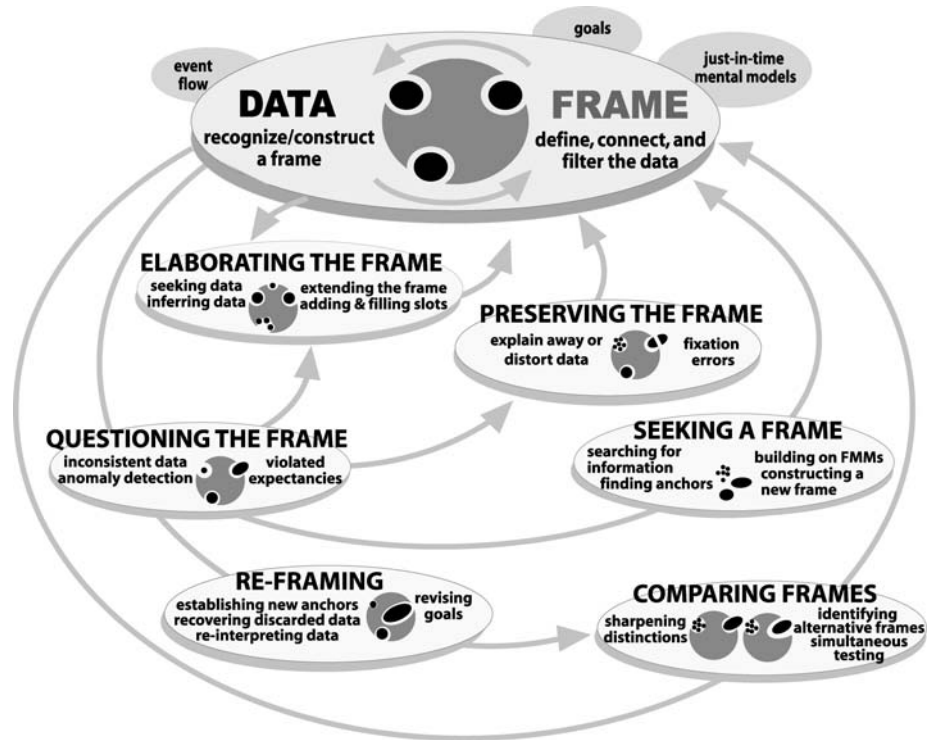 goals
event
flow
just-in-time
mental models
DATA
recognize/construct
a frame
FRAME
define, connect, and
filter the data
ELABORATING THE FRAME
seeking data
inferring data
extending the frame
adding & filling slots
PRESERVING THE FRAME
explain away or
distort data
fixation
errors
QUESTIONING THE FRAME
inconsistent data
anomaly detection
violated
expectancies
SEEKING A FRAME
searching for
information
finding anchors
building on FMMs
constructing a
new frame
RE-FRAMING
establishing new anchors
recovering discarded data
re-interpreting data
revising
goals
COMPARING FRAMES
sharpening
distinctions
identifying
alternative frames
simultaneous
testing